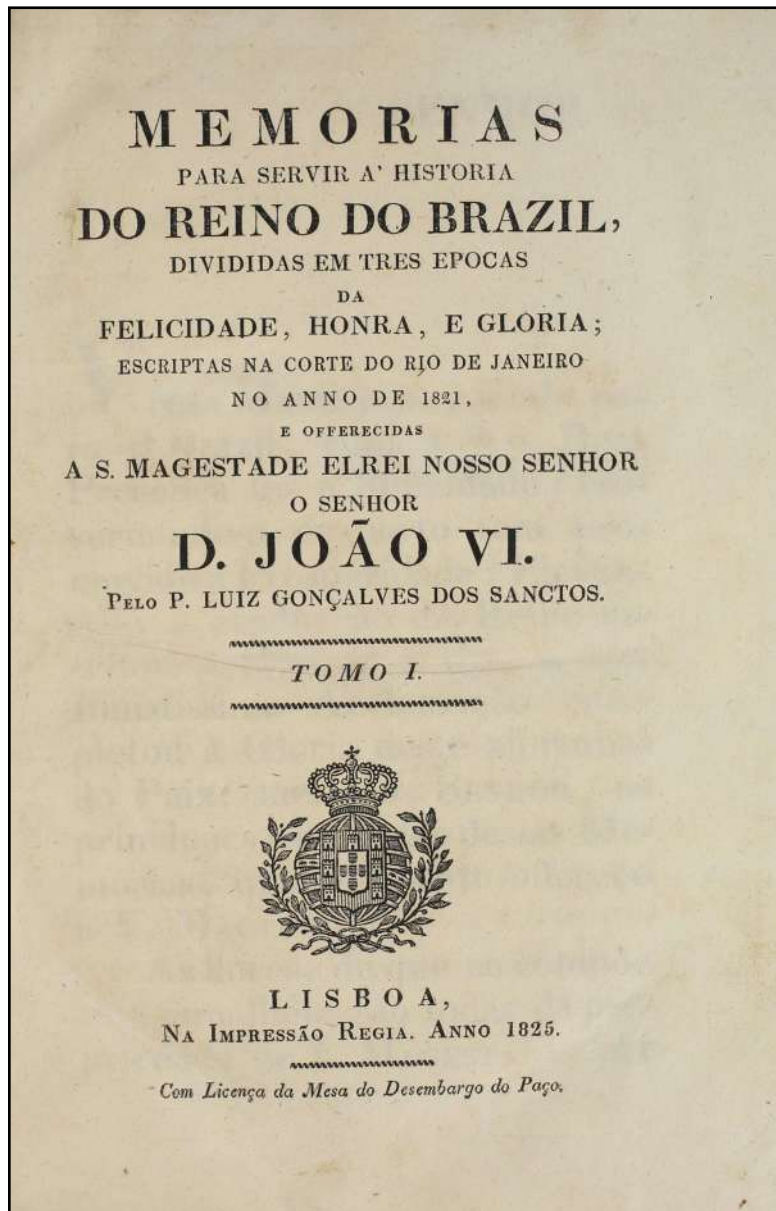 MEMORIAS
PARA SERVIR A' HISTORIA
DO REINO DO BRAZIL,
DIVIDIDAS EM TRES EPOCAS
DA
FELICIDADE, HONRA, E GLORIA;
ESCRIPTAS NA CORTE DO RIO DE JANEIRO
NO ANNO DE 1821,
E OFFERECIDAS
A S. MAGESTADE ELREI NOSSO SENHOR
O SENHOR
D. JOÃO VI.
PELO P. LUIZ GONÇALVES DOS SANCTOS.
TOMO I.
LISBOA,
NA IMPRESSÃO REGIA. ANNO 1825.
Com Licença da Mesa do Desembargo do Paço.